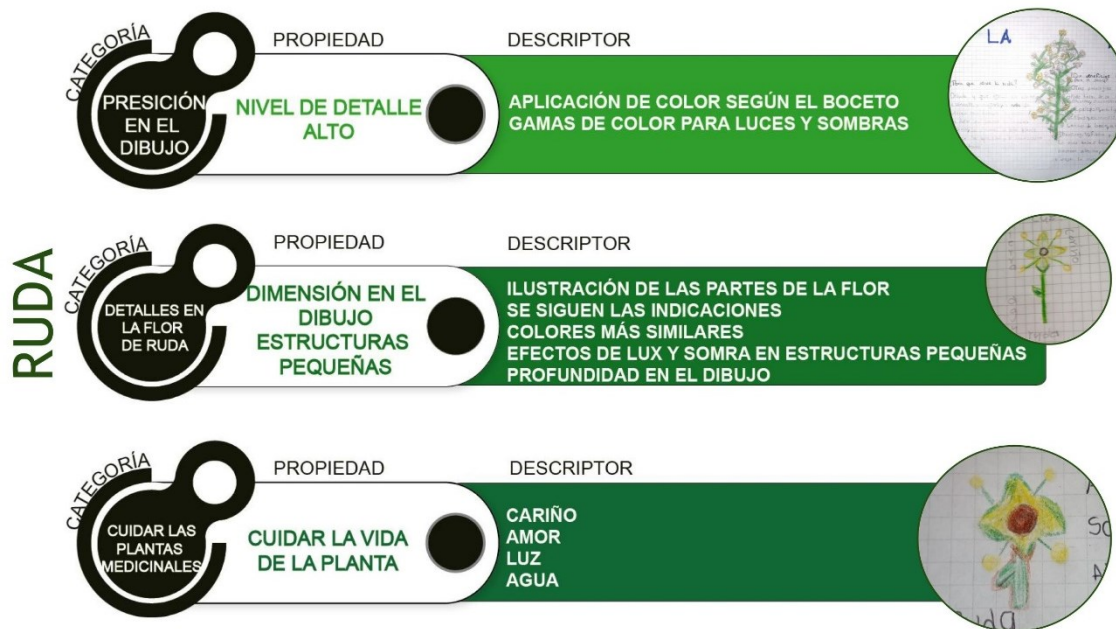 RUDA
CATEGORÍA
PROPIEDAD
DESCRIPTOR
PRESICIÓN
EN EL
DIBUJO
NIVEL DE DETALLE
ALTO
APLICACIÓN DE COLOR SEGÚN EL BOCETO
GAMAS DE COLOR PARA LUCES Y SOMBRAS
LA
CATEGORÍA
PROPIEDAD
DESCRIPTOR
DETALLES EN
LA FLOR
DE RUDA
DIMENSIÓN EN EL
DIBUJO
ESTRUCTURAS
PEQUEÑAS
ILUSTRACIÓN DE LAS PARTES DE LA FLOR
SE SIGUEN LAS INDICACIONES
COLORES MÁS SIMILARES
EFECTOS DE LUX Y SOMRA EN ESTRUCTURAS PEQUEÑAS
PROFUNDIDAD EN EL DIBUJO
CATEGORÍA
PROPIEDAD
DESCRIPTOR
CUIDAR LAS
PLANTAS
MEDICINALES
CUIDAR LA VIDA
DE LA PLANTA
CARIÑO
AMOR
LUZ
AGUA